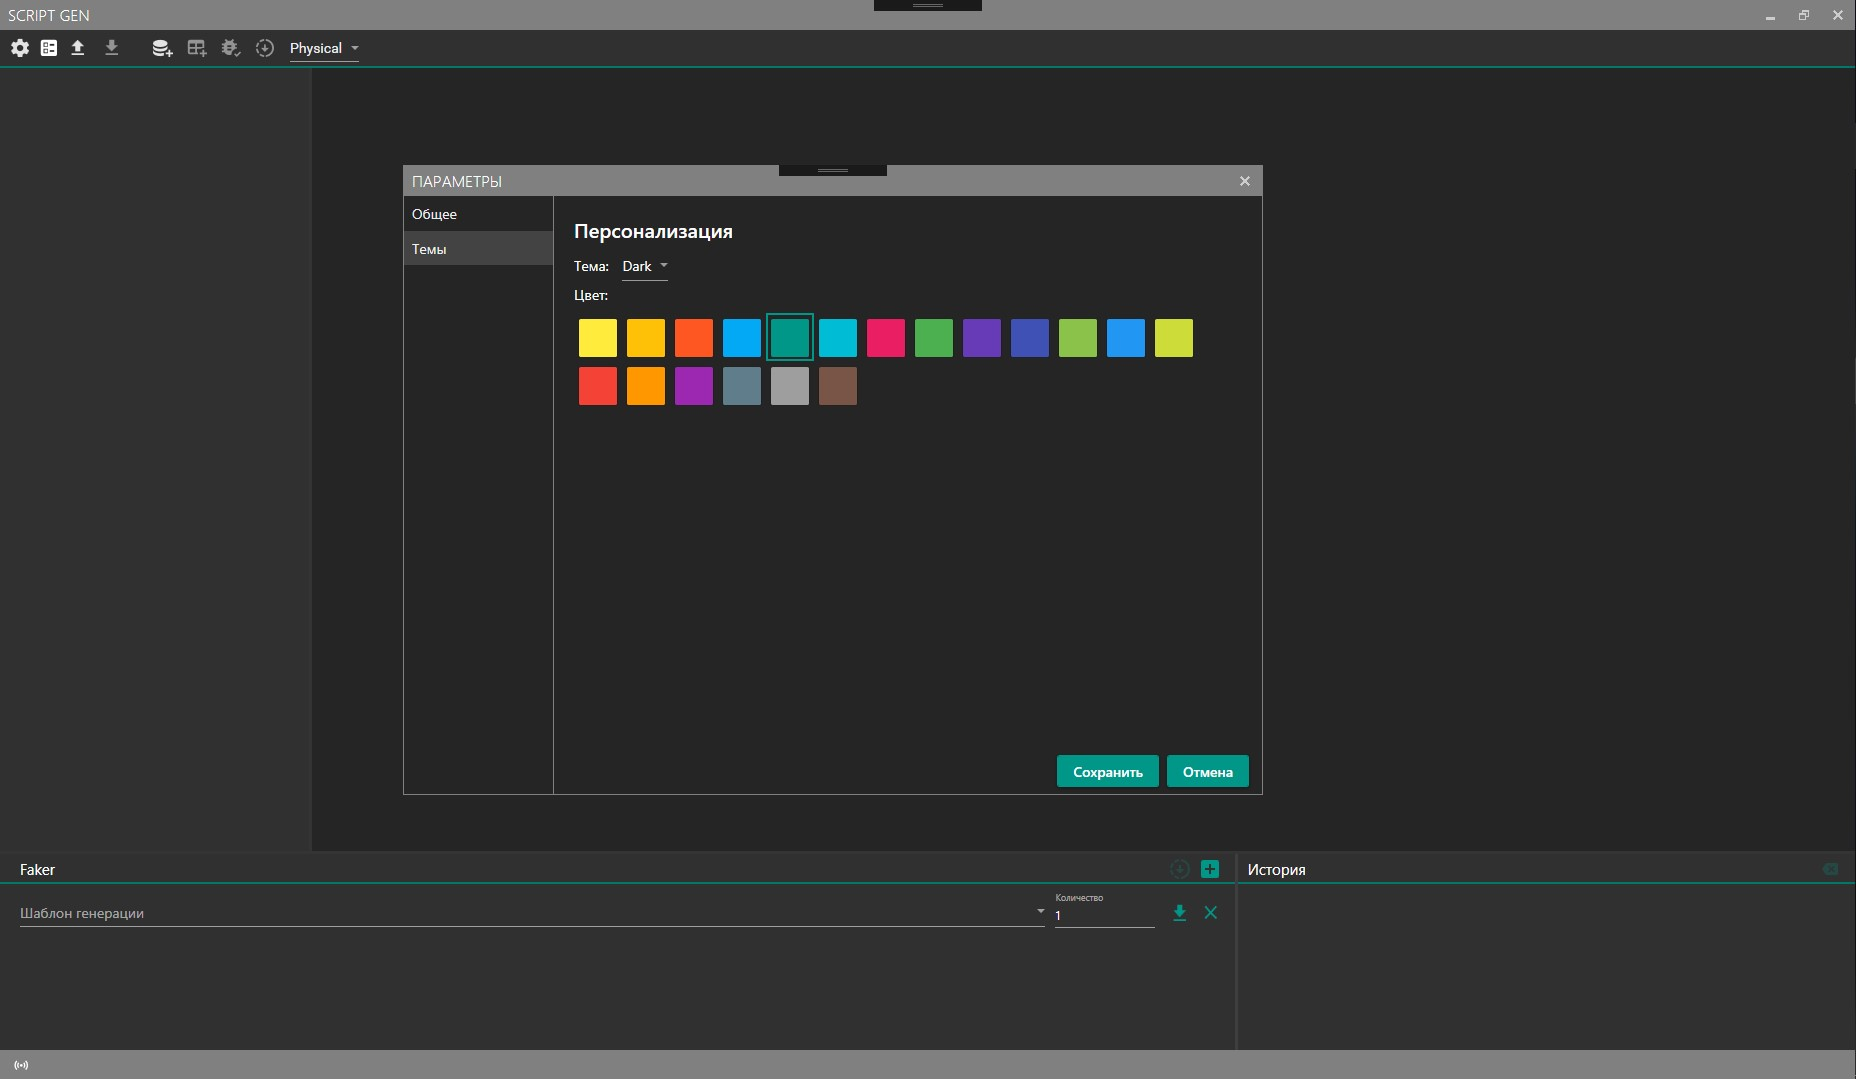 SCRIPT GEN
Physical
ПАРАМЕТРЫ
Общее
Темы
Персонализация
Тема: Dark
Цвет:
Сохранить
Отмена
Faker
Шаблон генерации
Количество
1
История